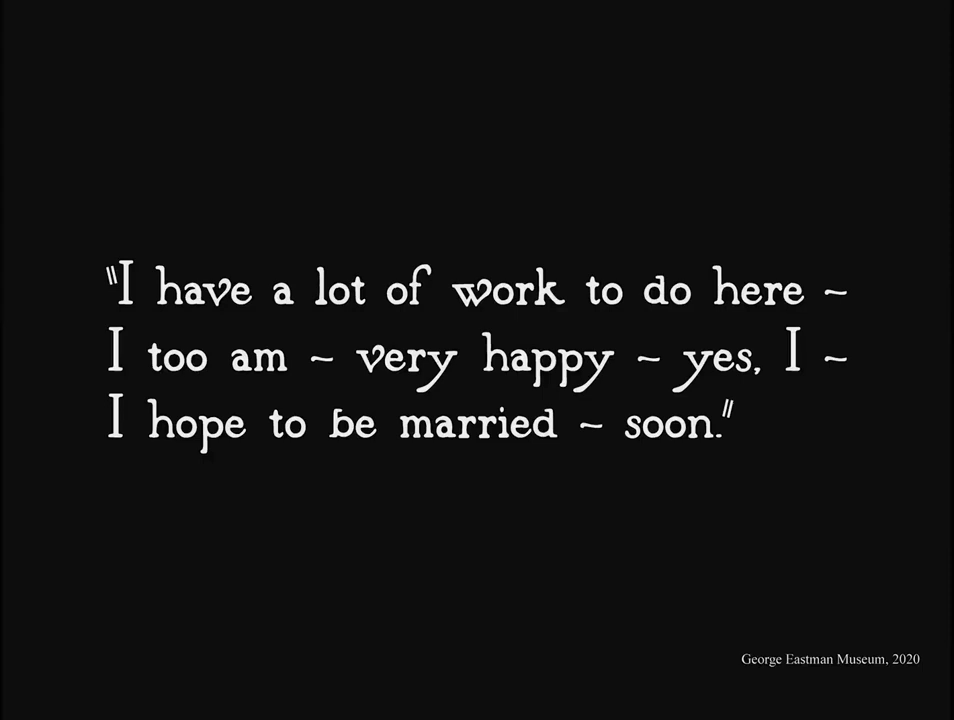 "I have a lot of work to do here –
I too am – very happy – yes, I –
I hope to be married – soon."
George Eastman Museum, 2020